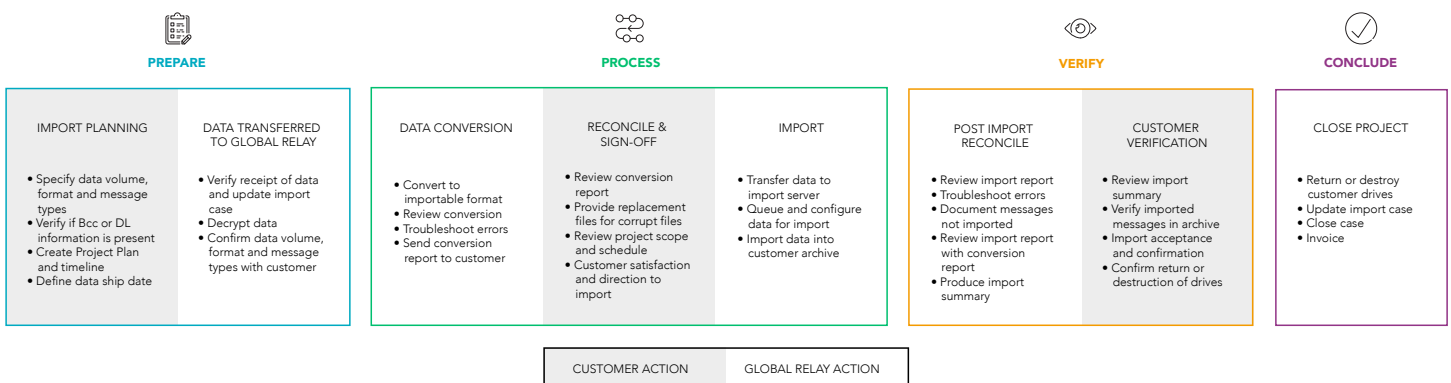 PREPARE
IMPORT PLANNING
• Specify data volume,
format and message
types
• Verify if Bcc or DL
information is present
• Create Project Plan
and timeline
• Define data ship date
DATA TRANSFERRED
TO GLOBAL RELAY
• Verify receipt of data
and update import
case
• Decrypt data
• Confirm data volume,
format and message
types with customer
PROCESS
DATA CONVERSION
• Convert to
importable format
• Review conversion
• Troubleshoot errors
• Send conversion
report to customer
RECONCILE &
SIGN-OFF
• Review conversion
report
• Provide replacement
files for corrupt files
• Review project scope
and schedule
• Customer satisfaction
and direction to
import
IMPORT
• Transfer data to
import server
• Queue and configure
data for import
• Import data into
customer archive
VERIFY
POST IMPORT
RECONCILE
• Review import report
• Troubleshoot errors
• Document messages
not imported
• Review import report
with conversion
report
• Produce import
summary
CUSTOMER
VERIFICATION
• Review import
summary
• Verify imported
messages in archive
• Import acceptance
and confirmation
• Confirm return or
destruction of drives
CONCLUDE
CLOSE PROJECT
• Return or destroy
customer drives
• Update import case
• Close case
• Invoice
CUSTOMER ACTION
GLOBAL RELAY ACTION